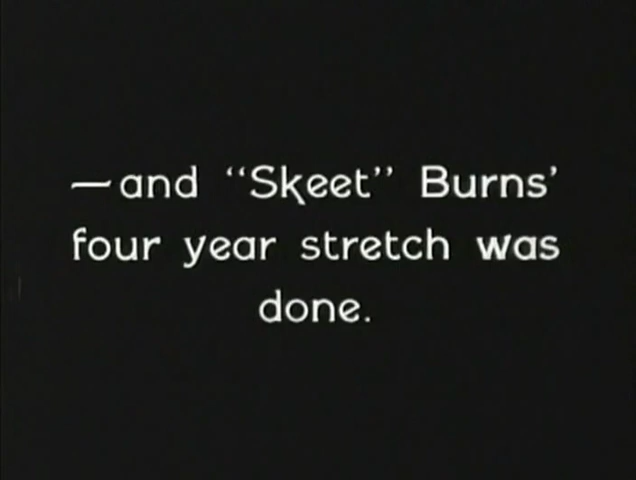 —and “Skeet” Burns’
four year stretch was
done.